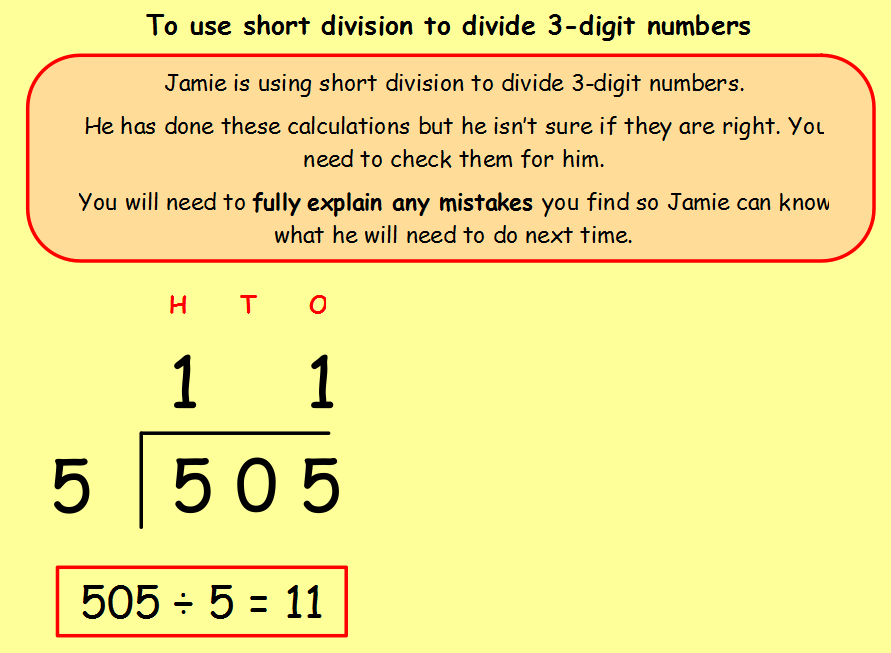 To use short division to divide 3-digit numbers
Jamie is using short division to divide 3-digit numbers.
He has done these calculations but he isn't sure if they are right. You
need to check them for him.
You will need to fully explain any mistakes you find so Jamie can know
what he will need to do next time.
H T O
1 1
5 505
505 ÷ 5 = 11